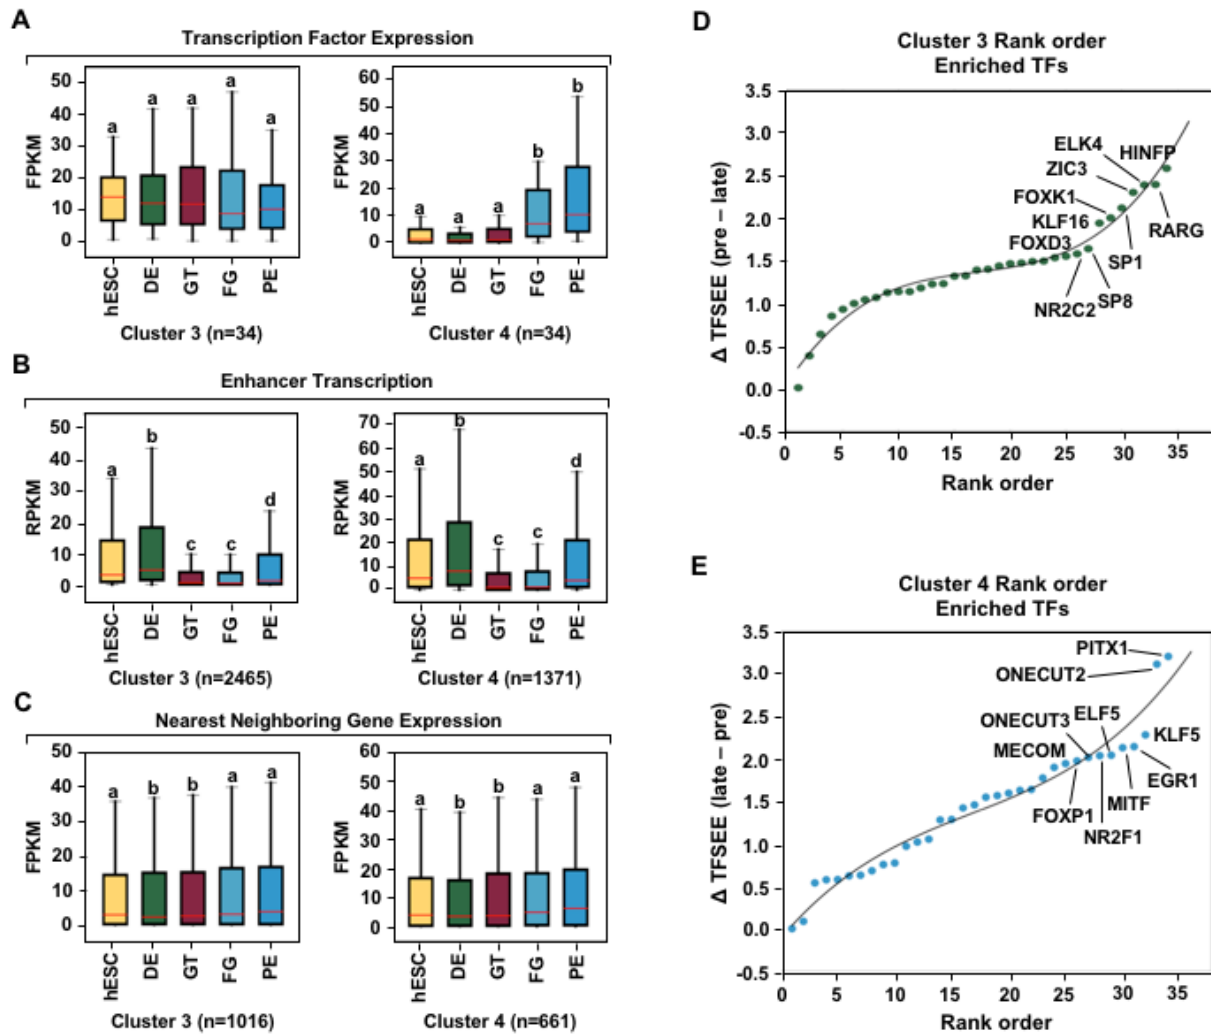 A
Transcription Factor Expression
FPKM
50
40
30
20
10
0
a
a
a
a
a
hESC
DE
GT
FG
PE
Cluster 3 (n=34)
FPKM
60
50
40
30
20
10
0
a
a
a
b
b
hESC
DE
GT
FG
PE
Cluster 4 (n=34)
B
Enhancer Transcription
RPKM
50
40
30
20
10
0
a
b
c
c
d
hESC
DE
GT
FG
PE
Cluster 3 (n=2465)
RPKM
70
60
50
40
30
20
10
0
a
b
c
c
d
hESC
DE
GT
FG
PE
Cluster 4 (n=1371)
C
Nearest Neighboring Gene Expression
FPKM
50
40
30
20
10
0
a
b
b
a
a
hESC
DE
GT
FG
PE
Cluster 3 (n=1016)
FPKM
60
50
40
30
20
10
0
a
b
b
a
a
hESC
DE
GT
FG
PE
Cluster 4 (n=661)
D
Cluster 3 Rank order
Enriched TFs
Δ TFSEE (pre – late)
3.5
3.0
2.5
2.0
1.5
1.0
0.5
0.0
-0.5
ELK4
HINFP
ZIC3
FOXK1
KLF16
RARG
FOXD3
SP1
NR2C2
SP8
0
5
10
15
20
25
30
35
Rank order
E
Cluster 4 Rank order
Enriched TFs
Δ TFSEE (late – pre)
3.5
3.0
2.5
2.0
1.5
1.0
0.5
0.0
-0.5
PITX1
ONECUT2
ONECUT3
ELF5
KLF5
MECOM
EGR1
MITF
FOXP1
NR2F1
0
5
10
15
20
25
30
35
Rank order